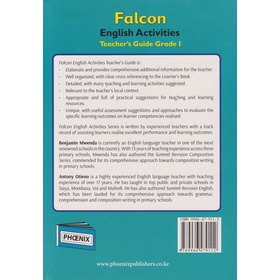 Falcon
English Activities
Teacher's Guide Grade 1
Falcon English Activities Teacher's Guide is:
- Elaborate and provides comprehensive additional information for the teacher.
- Well-organized, with clear cross referencing to the Learner's Book.
- Detailed, with many teaching and learning activities suggested.
- Relevant to the teacher's local context.
- Appropriate and full of practical suggestions for teaching and learning
resources.
- Unique, with useful assessment suggestions and approaches to evaluate the
specific learning outcomes on learner competencies realised.
Falcon English Activities Series is written by experienced teachers with a track
record of assisting learners realise excellent performance and learning outcomes.
Benjamin Mwenda is an English language teacher in one of the most
renowned schools in the country. With 13 years of teaching experience across three
primary schools, Mwenda has also authored the Summit Revision Composition
Series, commended for its comprehensive approach towards composition writing
in primary schools.
Antony Otieno is a highly experienced English language teacher with teaching
experience of over 17 years. He has taught in top public and private schools in
Siaya, Mombasa, Voi and Malindi. He has also authored Summit Revision English,
which has been lauded for its comprehensive approach towards grammar,
comprehension and composition writing in primary schools.
PHOENIX
www.phoenixpublishers.co.ke